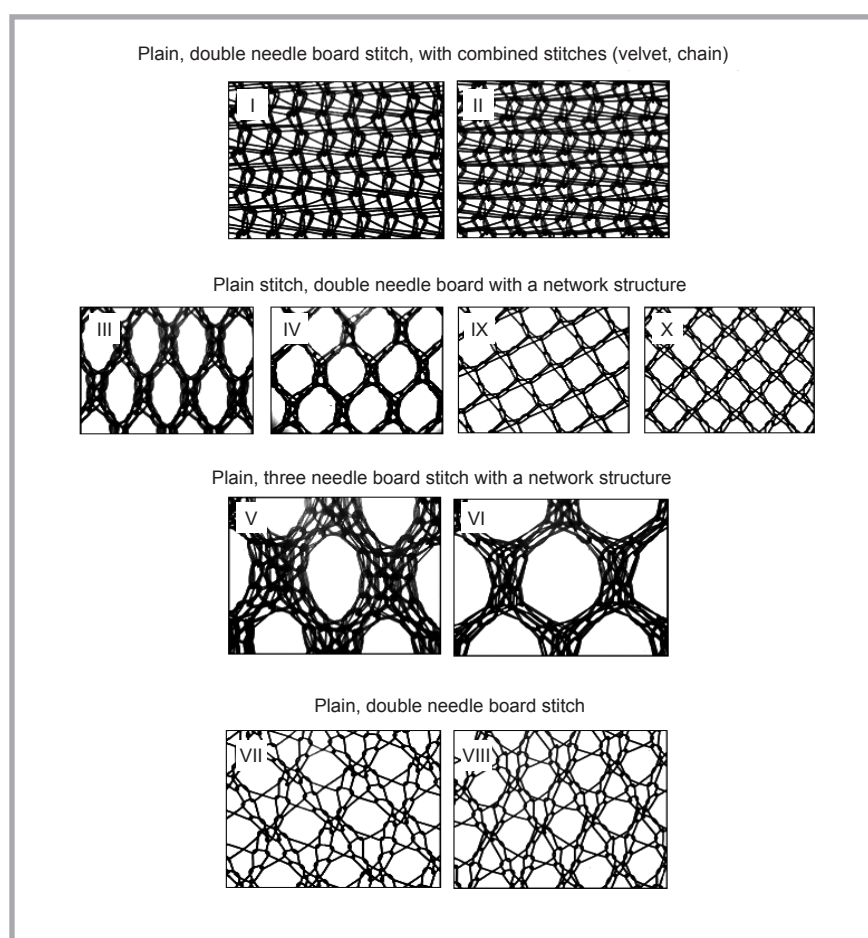 Plain, double needle board stitch, with combined stitches (velvet, chain)
I II
Plain stitch, double needle board with a network structure
III IV IX X
Plain, three needle board stitch with a network structure
V VI
Plain, double needle board stitch
VII VIII